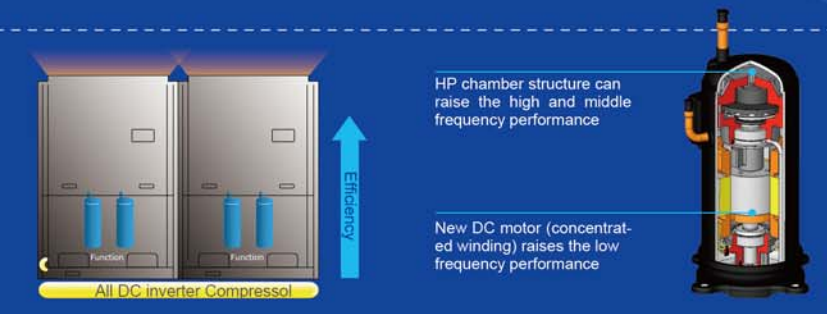 Function
Function
All DC inverter Compressol
Efficiency
HP chamber structure can
raise the high and middle
frequency performance
New DC motor (concentrat-
ed winding) raises the low
frequency performance